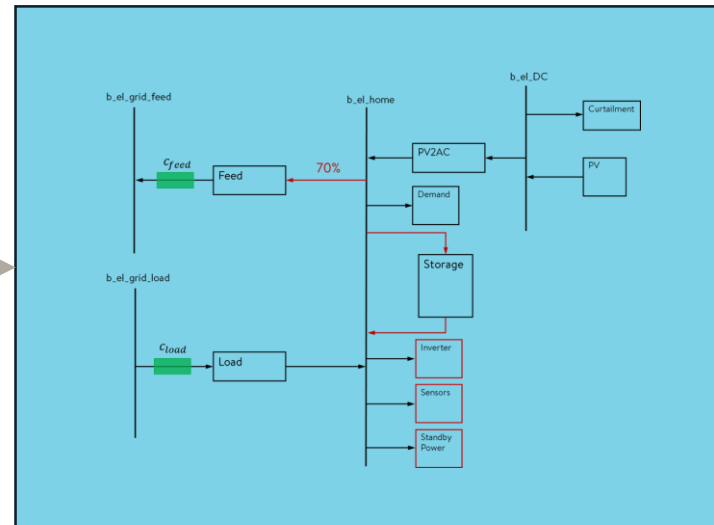 b_el_DC
b_el_grid_feed
b_el_home
Curtailment
c_feed
70%
PV2AC
PV
Feed
Demand
Storage
b_el_grid_load
c_load
Load
Inverter
Sensors
Standby
Power